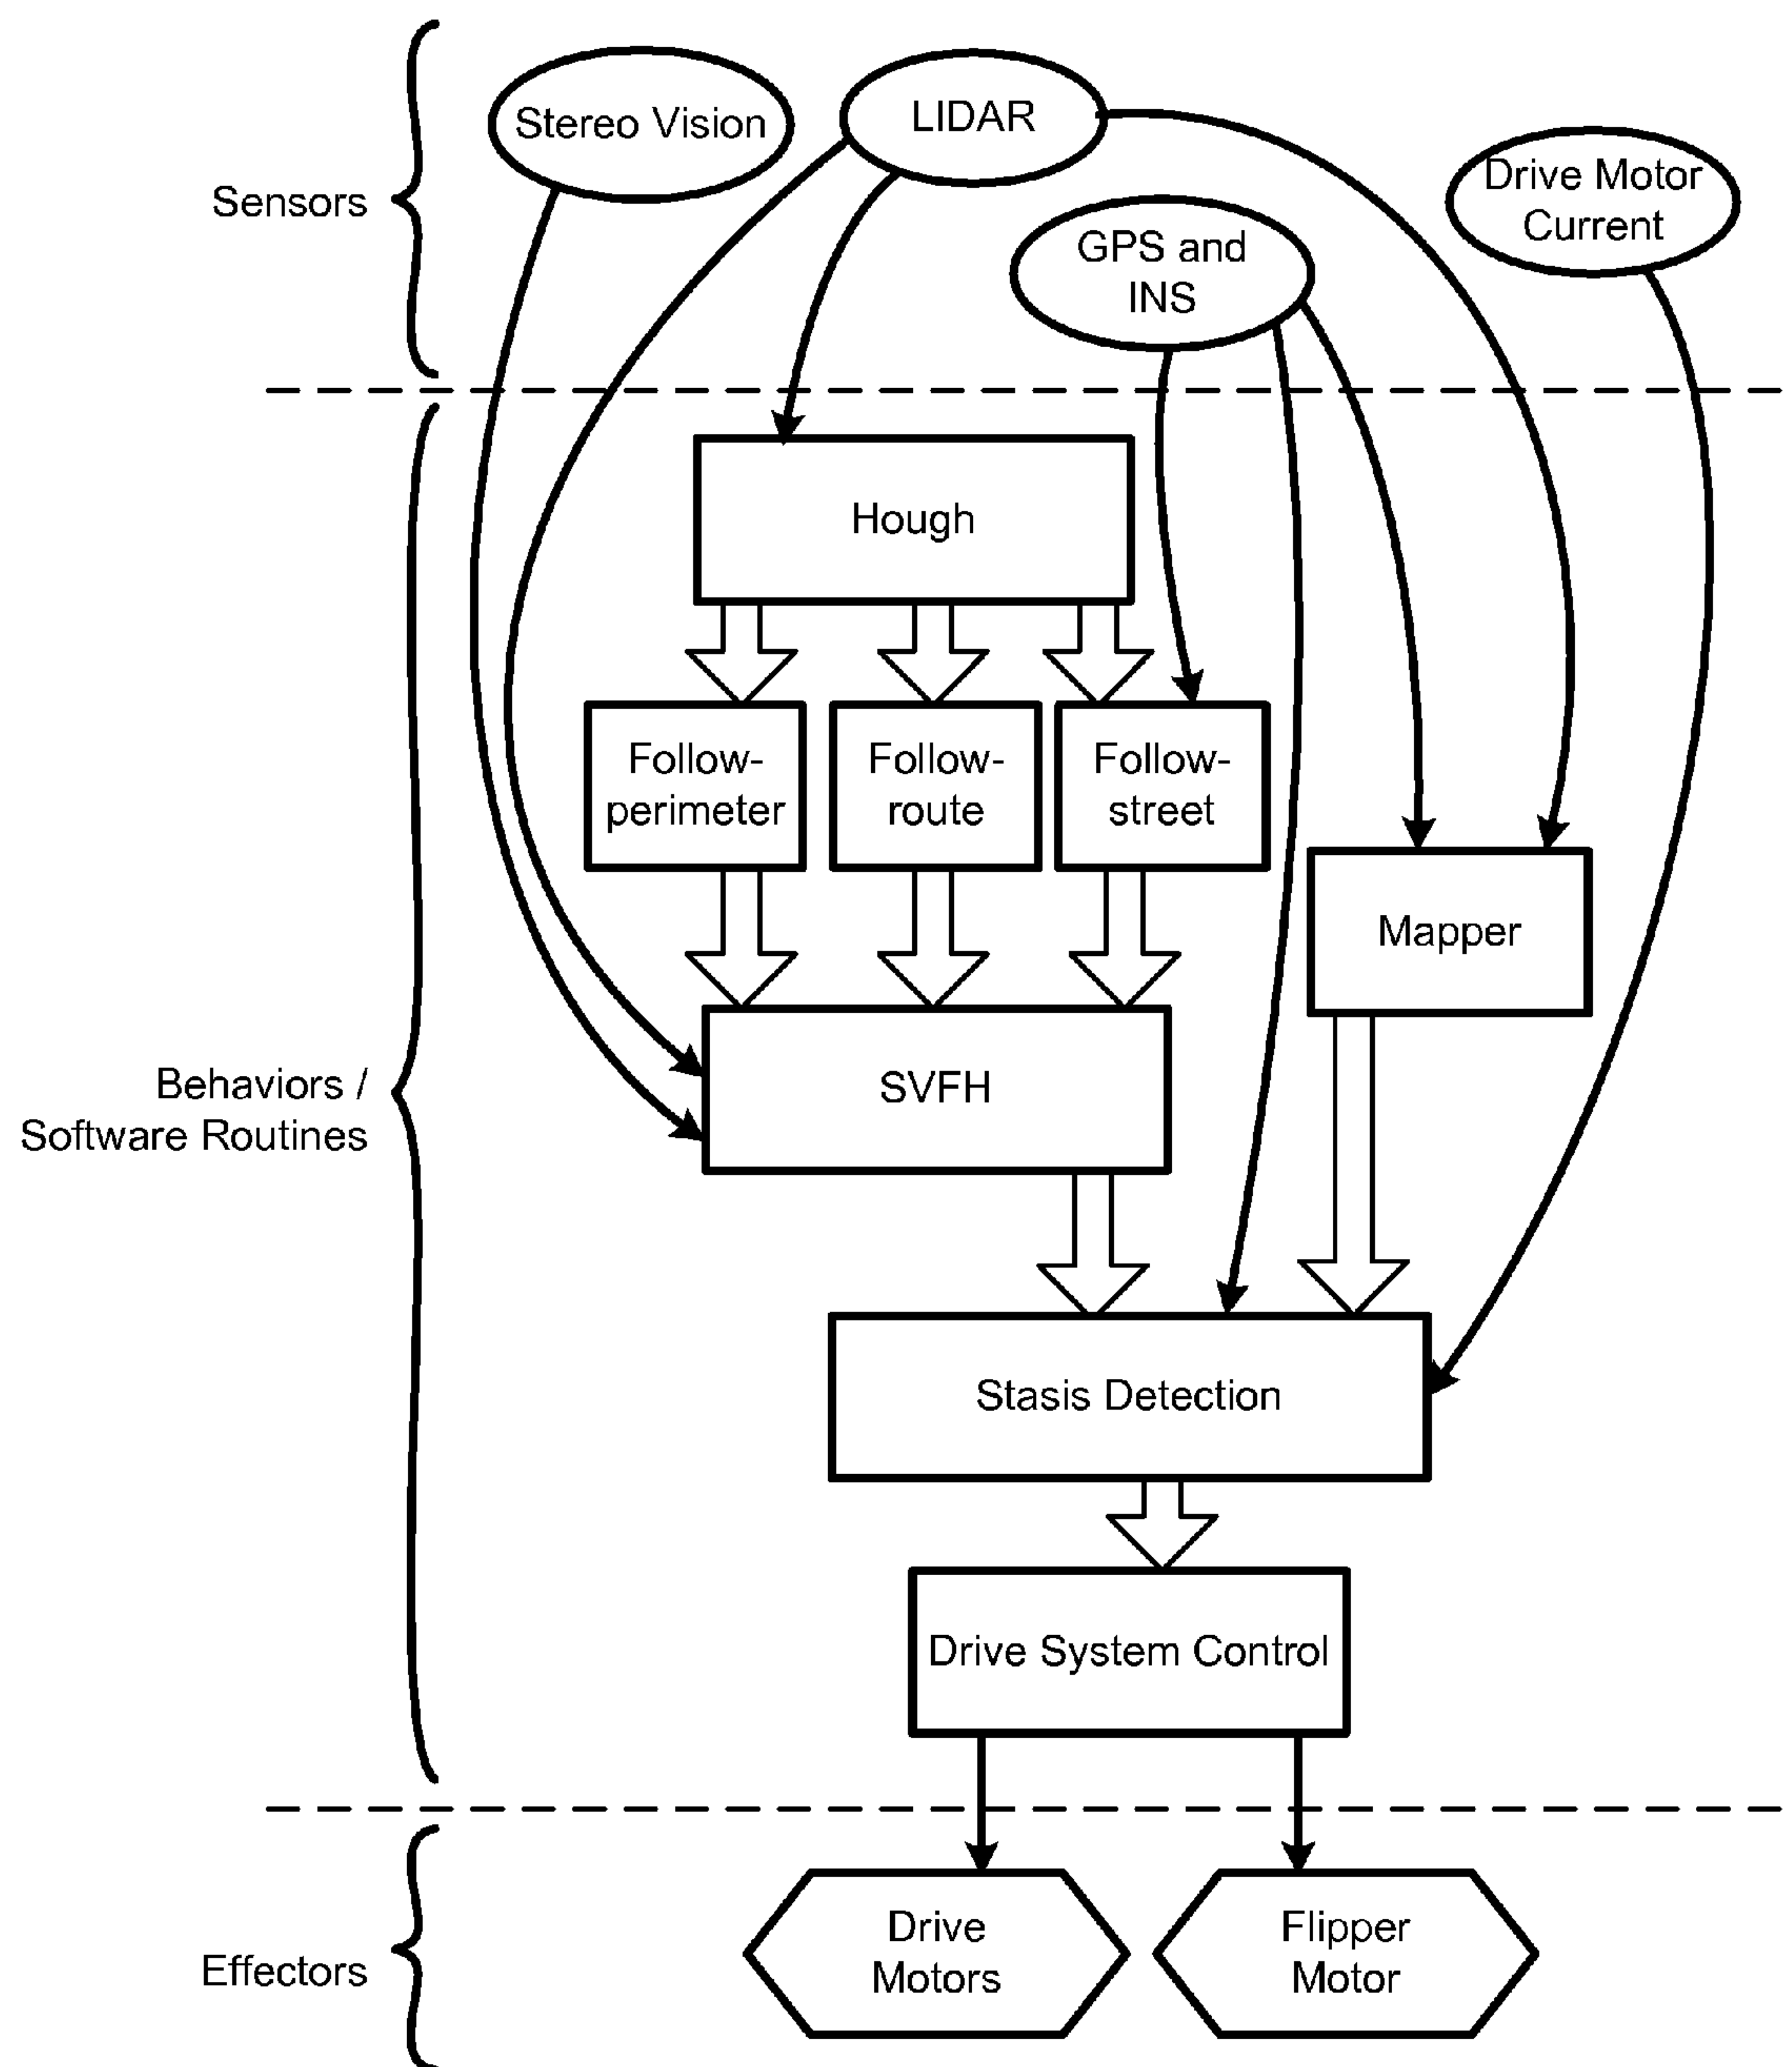 Stereo Vision
LIDAR
Drive Motor
Current
Sensors
GPS and
INS
Hough
Follow-
perimeter
Follow-
route
Follow-
street
Mapper
Behaviors /
Software Routines
SVFH
Stasis Detection
Drive System Control
Effectors
Drive
Motors
Flipper
Motor